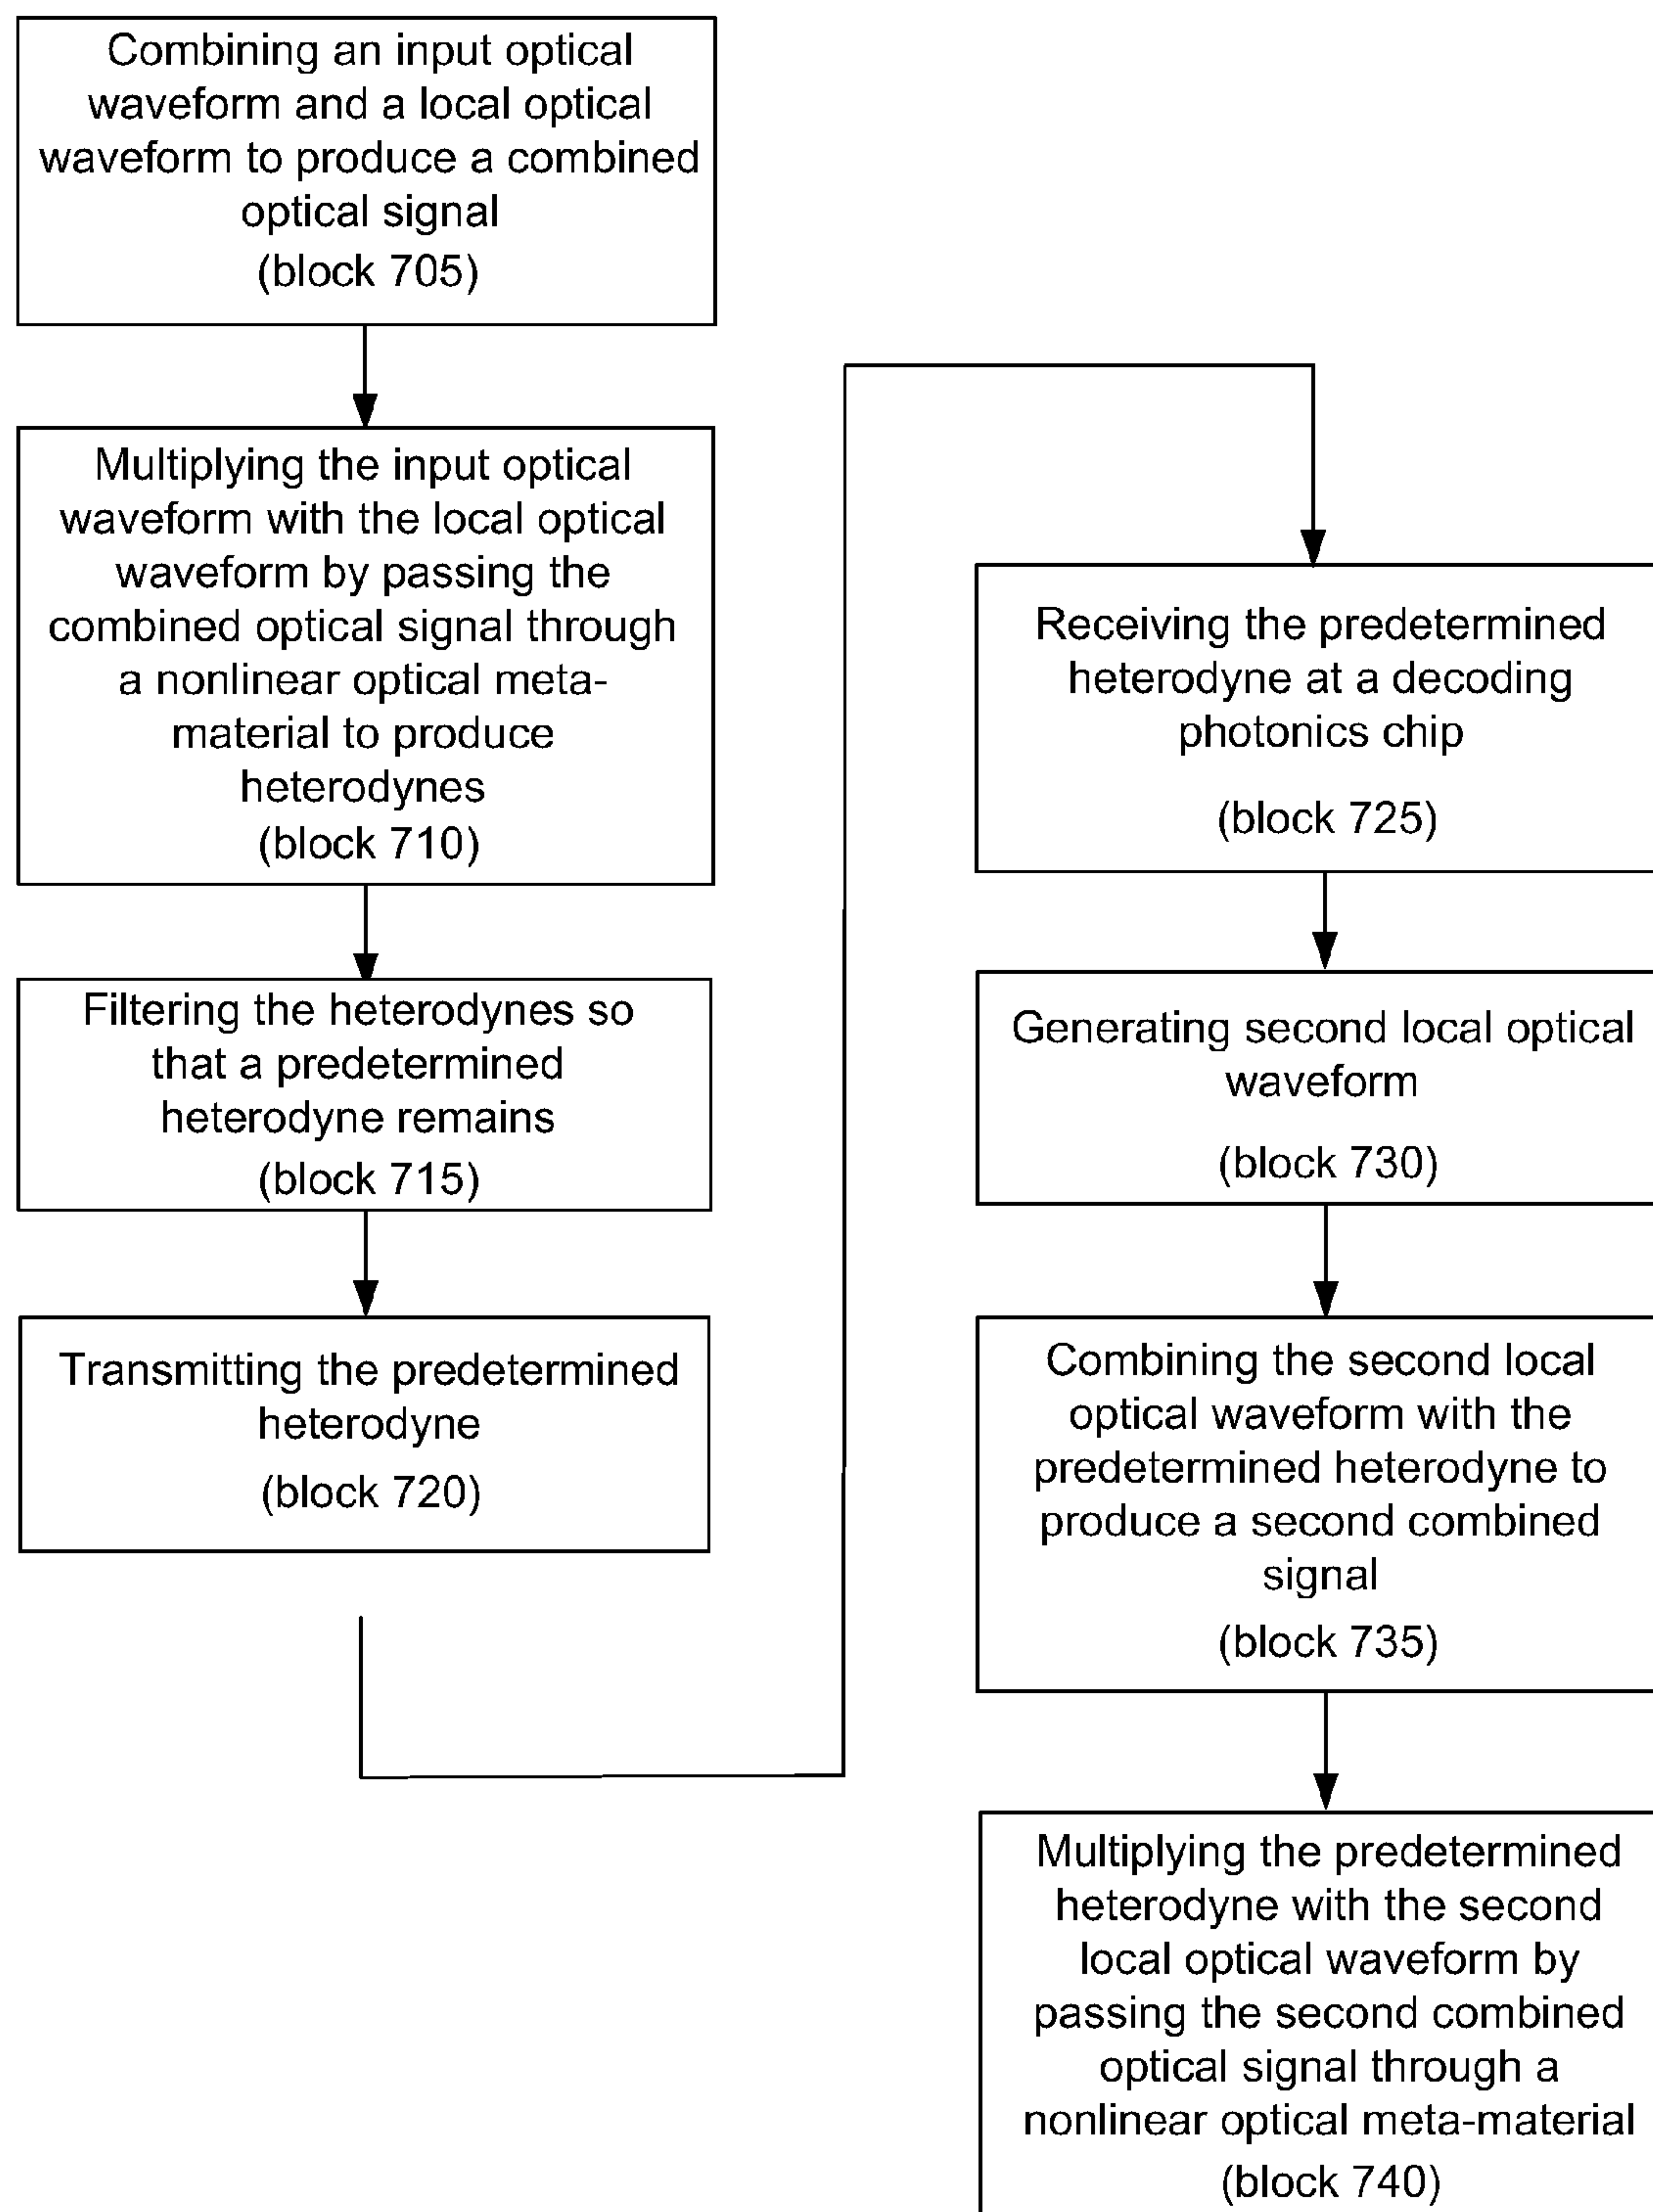 Combining an input optical
waveform and a local optical
waveform to produce a combined
optical signal
(block 705)
Multiplying the input optical
waveform with the local optical
waveform by passing the
combined optical signal through
a nonlinear optical meta-
material to produce
heterodynes
(block 710)
Filtering the heterodynes so
that a predetermined
heterodyne remains
(block 715)
Transmitting the predetermined
heterodyne
(block 720)
Receiving the predetermined
heterodyne at a decoding
photonics chip
(block 725)
Generating second local optical
waveform
(block 730)
Combining the second local
optical waveform with the
predetermined heterodyne to
produce a second combined
signal
(block 735)
Multiplying the predetermined
heterodyne with the second
local optical waveform by
passing the second combined
optical signal through a
nonlinear optical meta-material
(block 740)